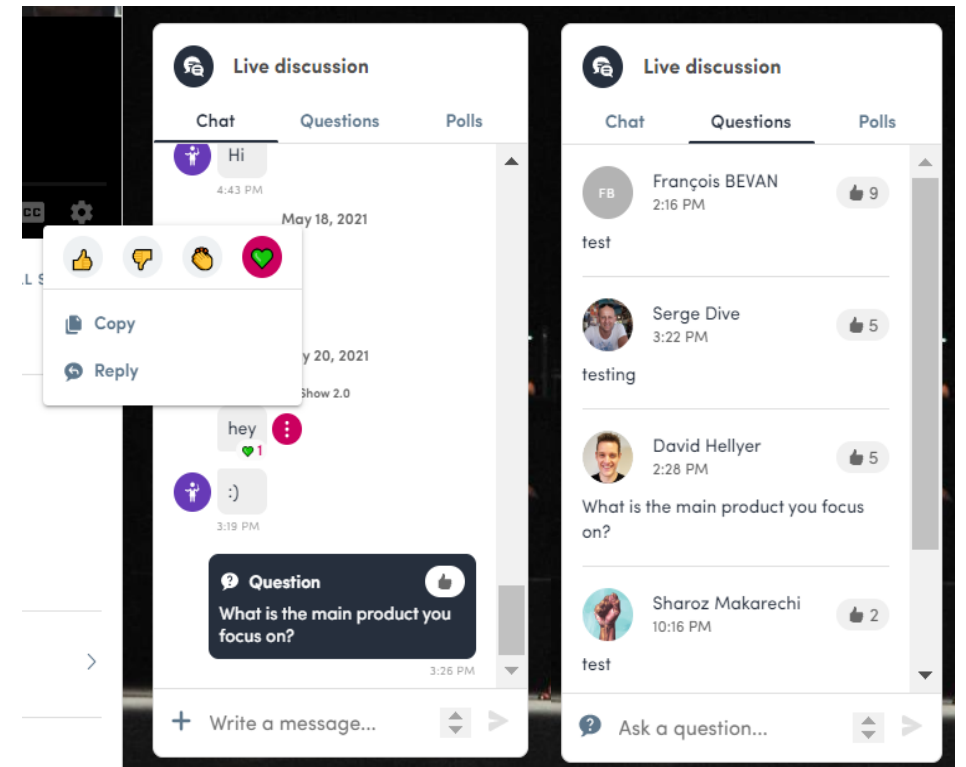 CC
LL S
Live discussion
Chat Questions Polls
Hi
4:43 PM
May 18, 2021
Copy
Reply
y 20, 2021
Show 2.0
hey
1
:)
3:19 PM
Question
What is the main product you
focus on?
3:26 PM
Write a message...
Live discussion
Chat Questions Polls
FB
François BEVAN
2:16 PM
9
test
Serge Dive
3:22 PM
5
testing
David Hellyer
2:28 PM
5
What is the main product you focus
on?
Sharoz Makarechi
10:16 PM
2
test
Ask a question...